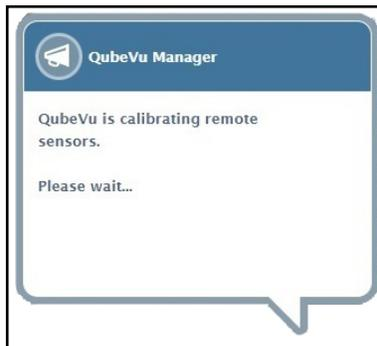 QubeVu Manager
QubeVu is calibrating remote
sensors.
Please wait...